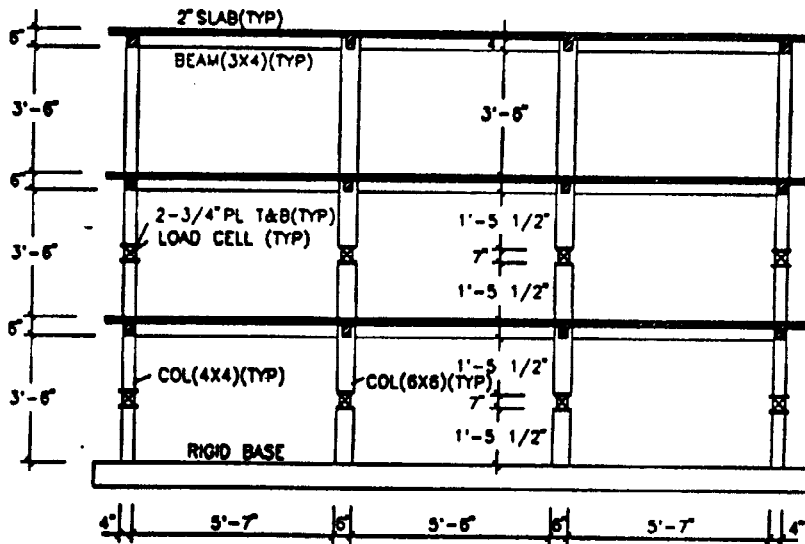 2" SLAB(TYP)
6"
BEAM(3X4)(TYP)
3'-6"
3'-6"
6"
2-3/4" PL T&B(TYP)
LOAD CELL (TYP)
1'-5 1/2"
3'-6"
7"
1'-5 1/2"
6"
COL(4X4)(TYP)
COL(6X6)(TYP)
1'-5 1/2"
3'-6"
7"
1'-5 1/2"
RIGID BASE
4" 5'-7" 6" 5'-6" 6" 5'-7" 4"